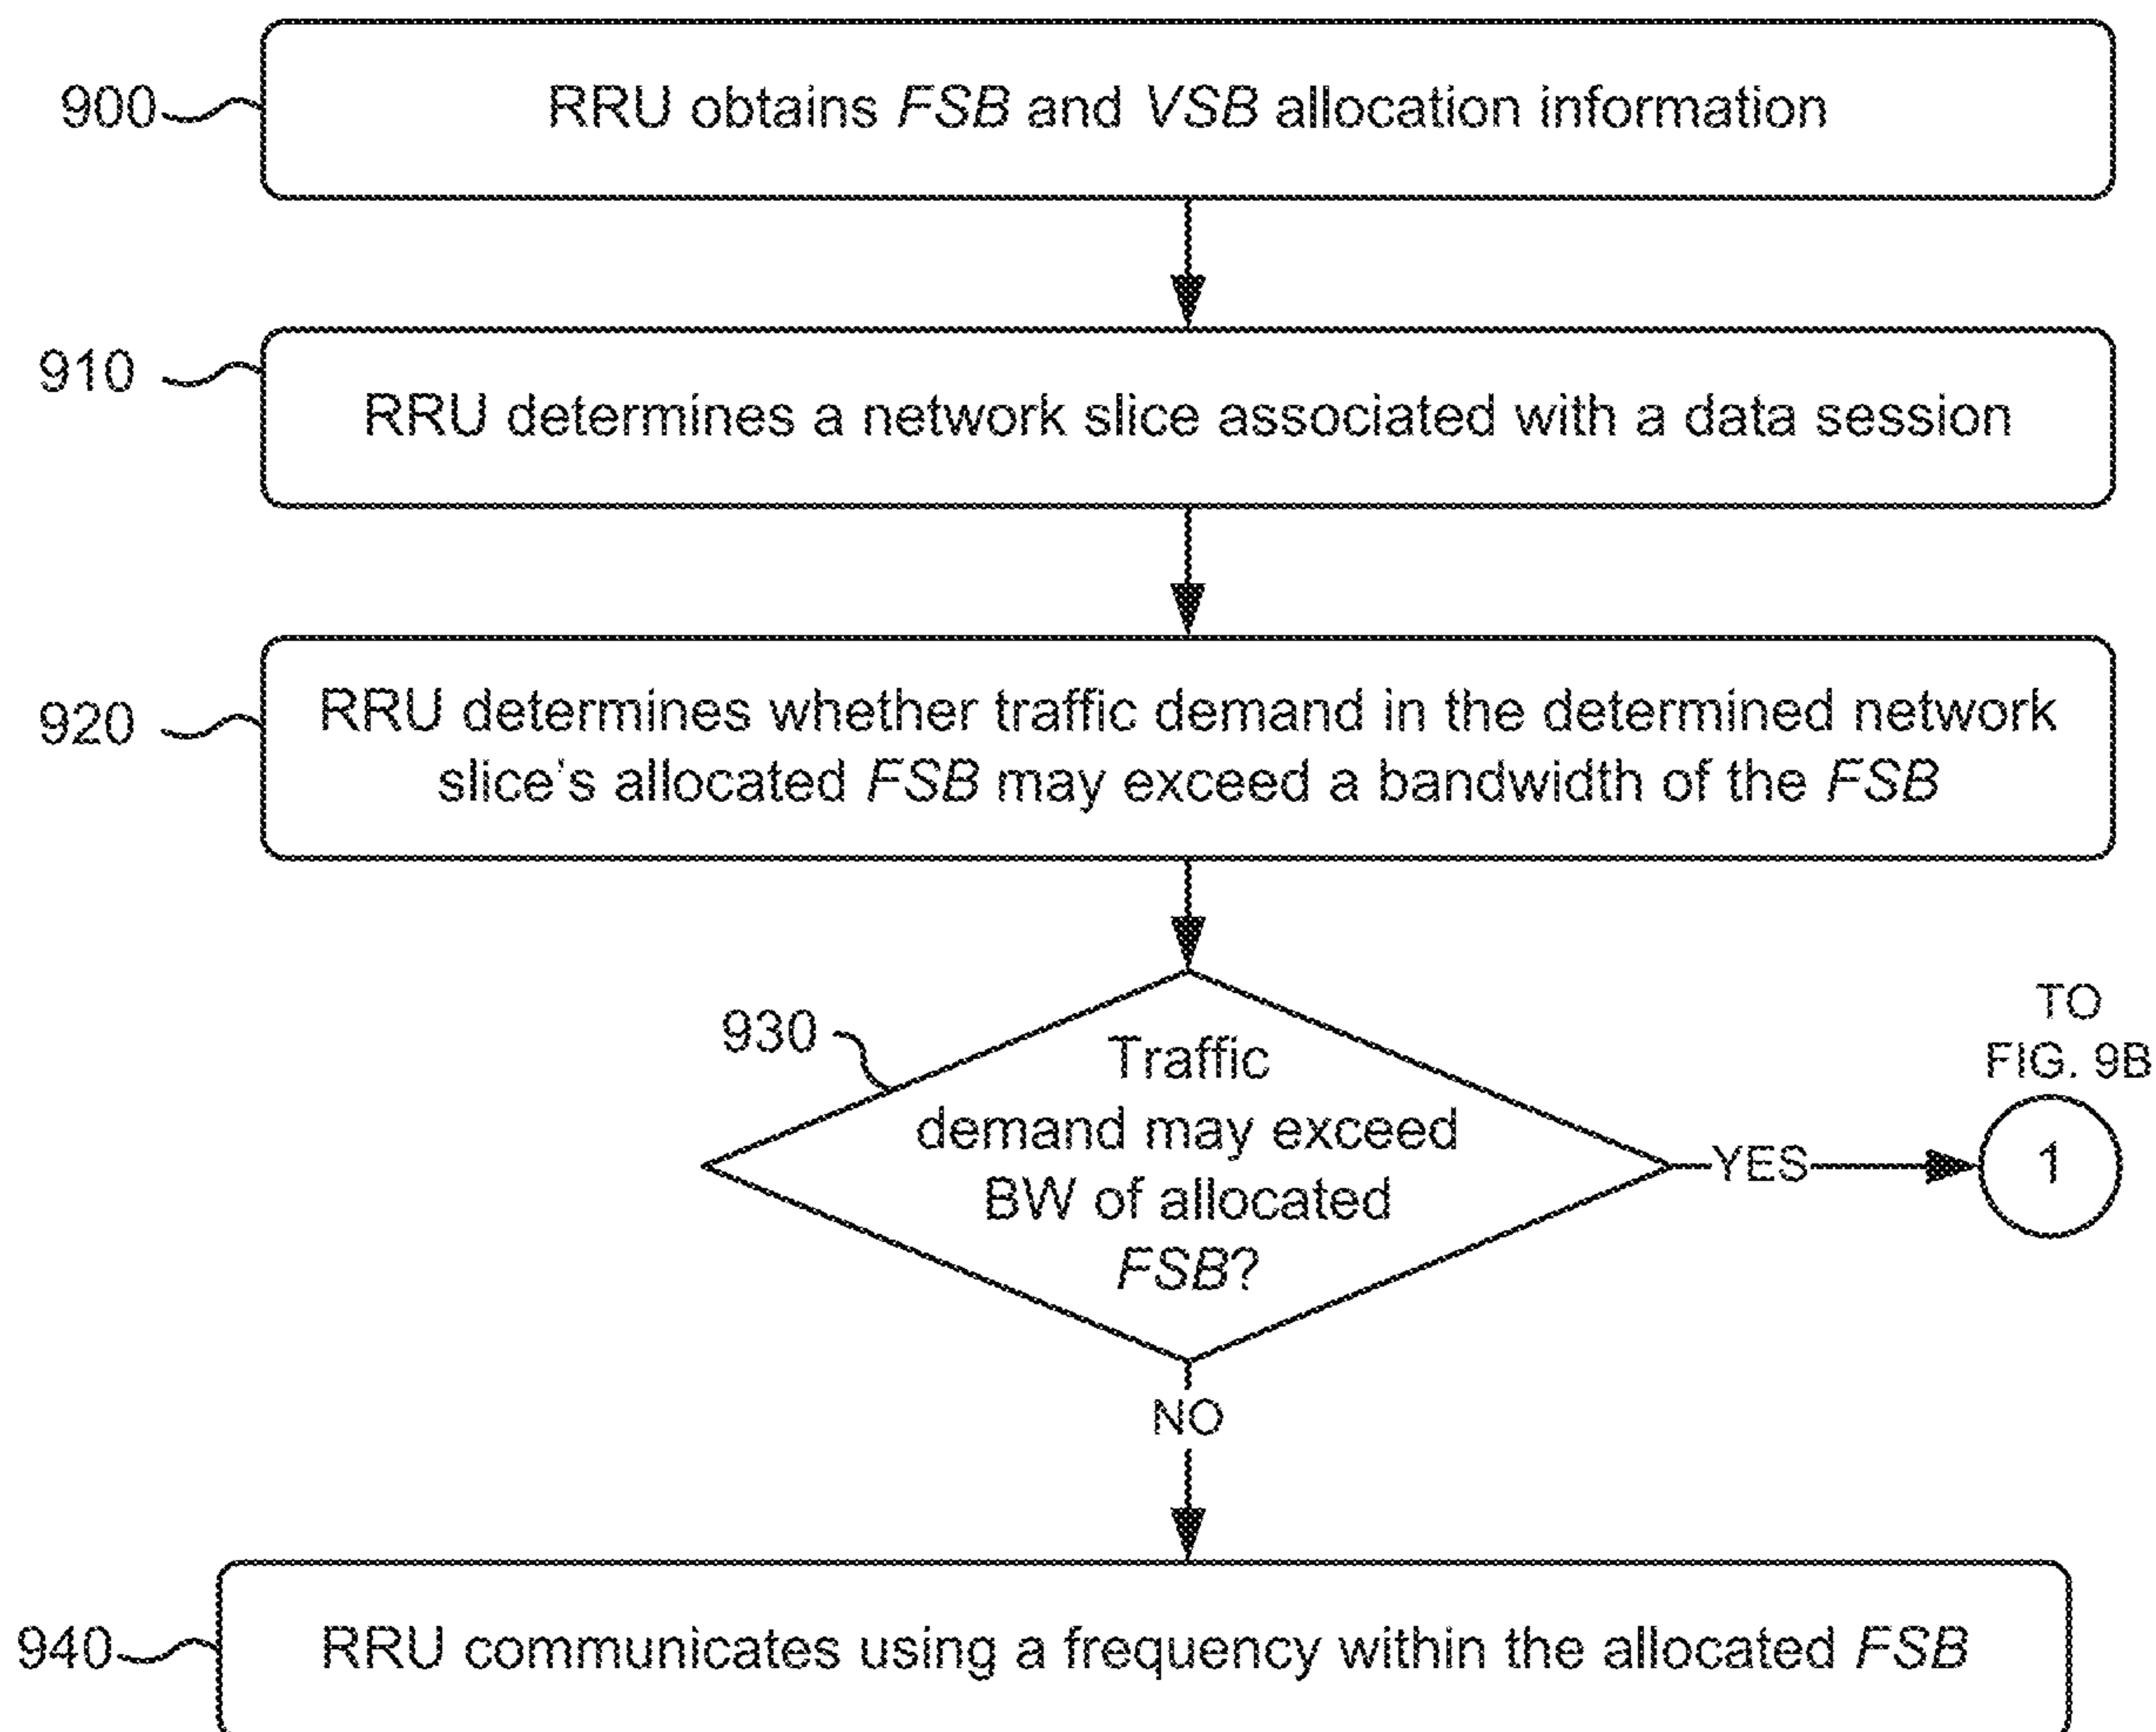 900
RRU obtains FSB and VSB allocation information
910
RRU determines a network slice associated with a data session
920
RRU determines whether traffic demand in the determined network
slice's allocated FSB may exceed a bandwidth of the FSB
930
Traffic
demand may exceed
BW of allocated
FSB?
YES
TO
FIG. 9B
1
NO
940
RRU communicates using a frequency within the allocated FSB